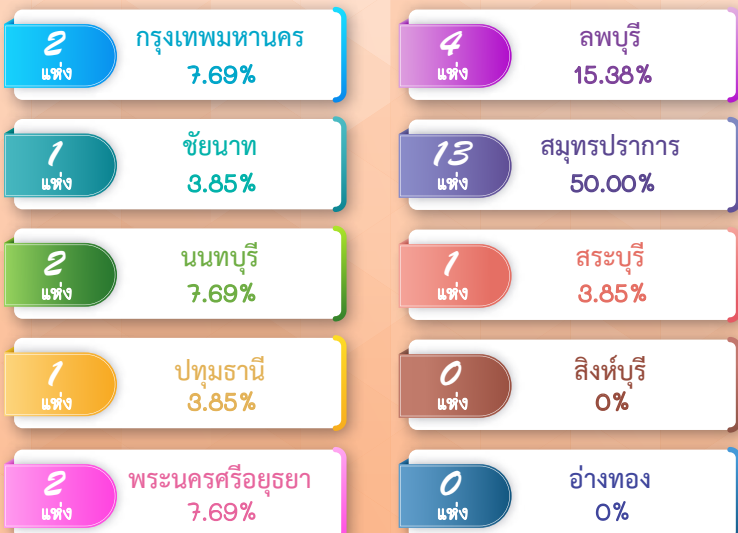 2
แห่ง
กรุงเทพมหานคร
7.69%
1
แห่ง
ชัยนาท
3.85%
2
แห่ง
นนทบุรี
7.69%
1
แห่ง
ปทุมธานี
3.85%
2
แห่ง
พระนครศรีอยุธยา
7.69%
4
แห่ง
ลพบุรี
15.38%
13
แห่ง
สมุทรปราการ
50.00%
1
แห่ง
สระบุรี
3.85%
0
แห่ง
สิงห์บุรี
0%
0
แห่ง
อ่างทอง
0%